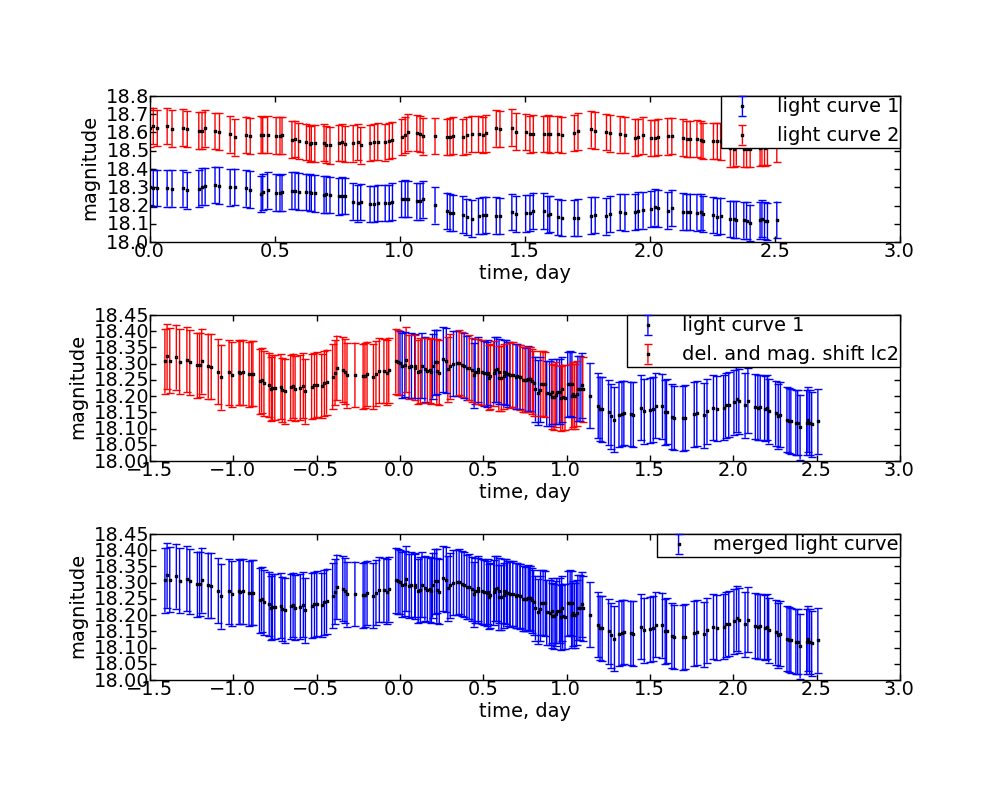 18.8
18.7
18.6
18.5
18.4
18.3
18.2
18.1
18.0
magnitude
light curve 1
light curve 2
0.0 0.5 1.0 1.5 2.0 2.5 3.0
time, day
18.45
18.40
18.35
18.30
18.25
18.20
18.15
18.10
18.05
18.00
magnitude
light curve 1
del. and mag. shift lc2
−1.5 −1.0 −0.5 0.0 0.5 1.0 1.5 2.0 2.5 3.0
time, day
18.45
18.40
18.35
18.30
18.25
18.20
18.15
18.10
18.05
18.00
magnitude
merged light curve
−1.5 −1.0 −0.5 0.0 0.5 1.0 1.5 2.0 2.5 3.0
time, day